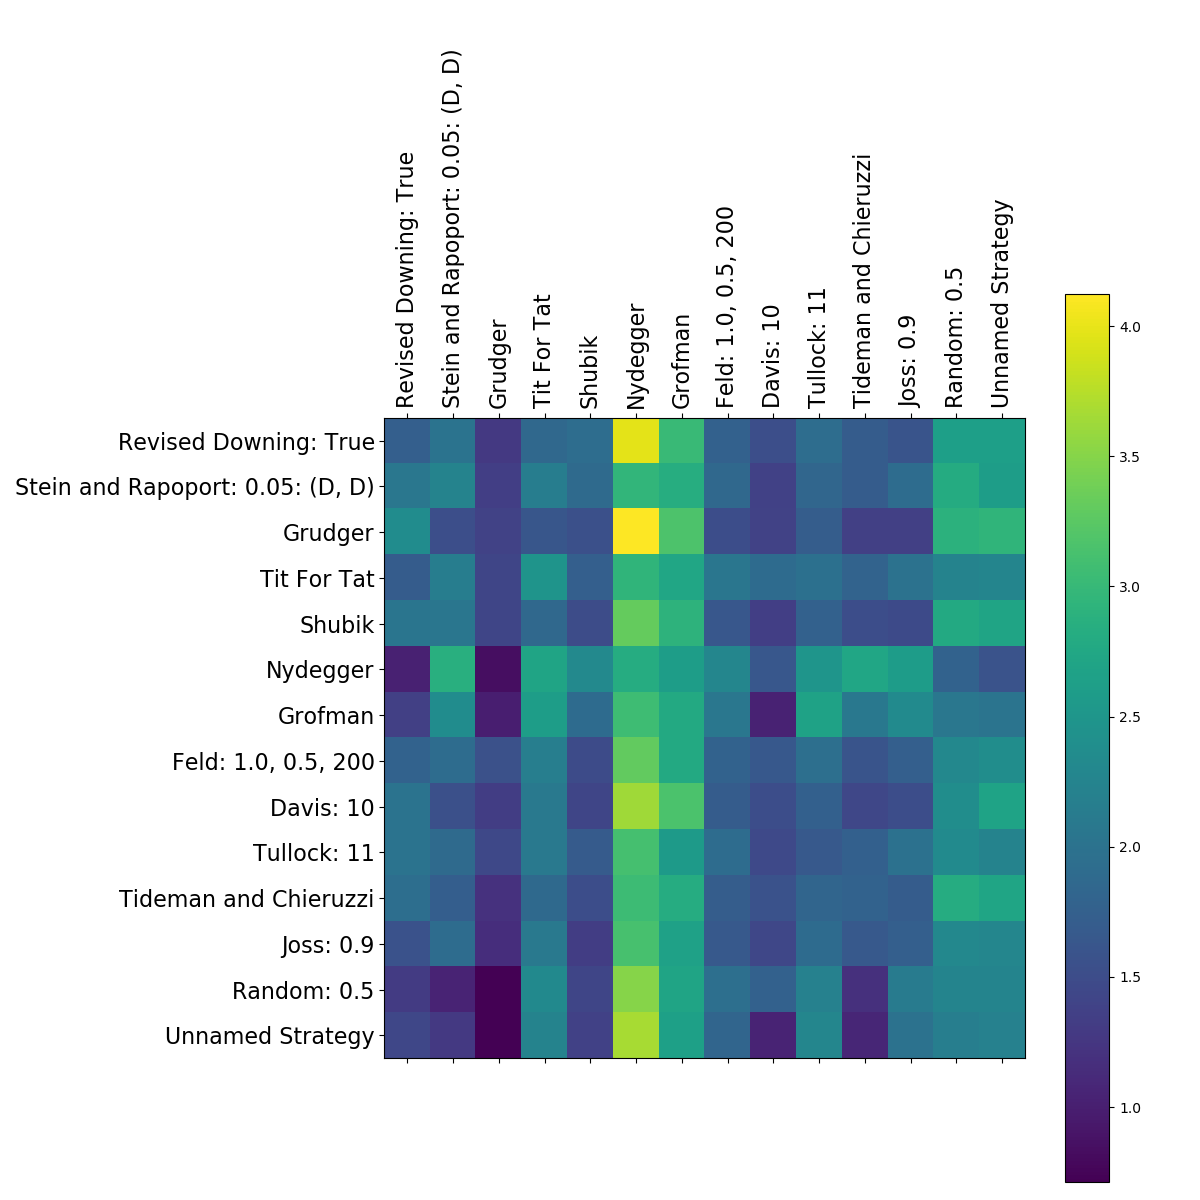 Revised Downing: True
Stein and Rapoport: 0.05: (D, D)
Grudger
Tit For Tat
Shubik
Nydegger
Grofman
Feld: 1.0, 0.5, 200
Davis: 10
Tullock: 11
Tideman and Chieruzzi
Joss: 0.9
Random: 0.5
Unnamed Strategy
Revised Downing: True
Stein and Rapoport: 0.05: (D, D)
Grudger
Tit For Tat
Shubik
Nydegger
Grofman
Feld: 1.0, 0.5, 200
Davis: 10
Tullock: 11
Tideman and Chieruzzi
Joss: 0.9
Random: 0.5
Unnamed Strategy
4.0
3.5
3.0
2.5
2.0
1.5
1.0